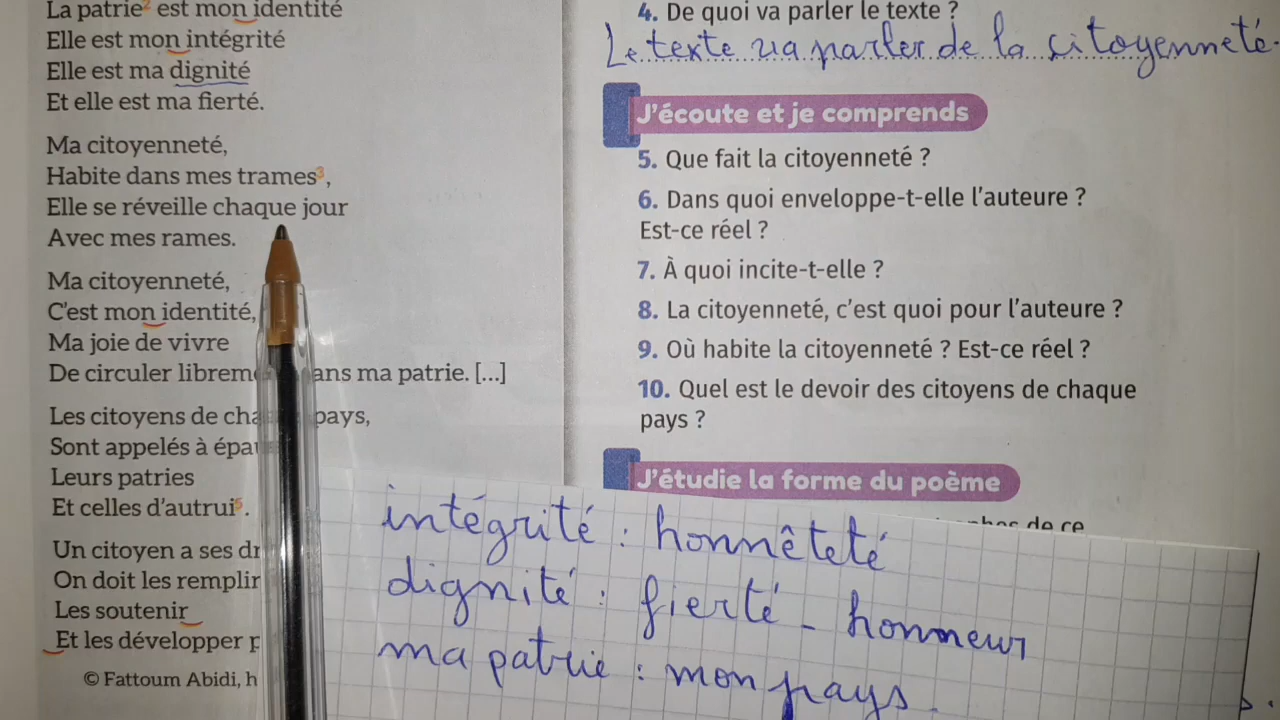 La patrie² est mon identité
Elle est mon intégrité
Elle est ma dignité
Et elle est ma fierté.
Ma citoyenneté,
Habite dans mes trames³,
Elle se réveille chaque jour
Avec mes rames.
Ma citoyenneté,
C'est mon identité,
Ma joie de vivre
De circuler ans ma patrie. [...]
Les citoyens de pays,
Sont appelés à
Leurs patries
Et celles d'autrui⁵.
Un citoyen a ses
On doit les remplir
Les soutenir
Et les développer
© Fattoum Abidi,
4. De quoi va parler le texte ?
Le texte va parler de la citoyenneté.
J'écoute et je comprends
5. Que fait la citoyenneté ?
6. Dans quoi enveloppe-t-elle l'auteure ?
Est-ce réel ?
7. À quoi incite-t-elle ?
8. La citoyenneté, c'est quoi pour l'auteure ?
9. Où habite la citoyenneté ? Est-ce réel ?
10. Quel est le devoir des citoyens de chaque
pays ?
J'étudie la forme du poème
de ce
intégrité : honnêteté
dignité : fierté - honneur
ma patrie : mon pays.